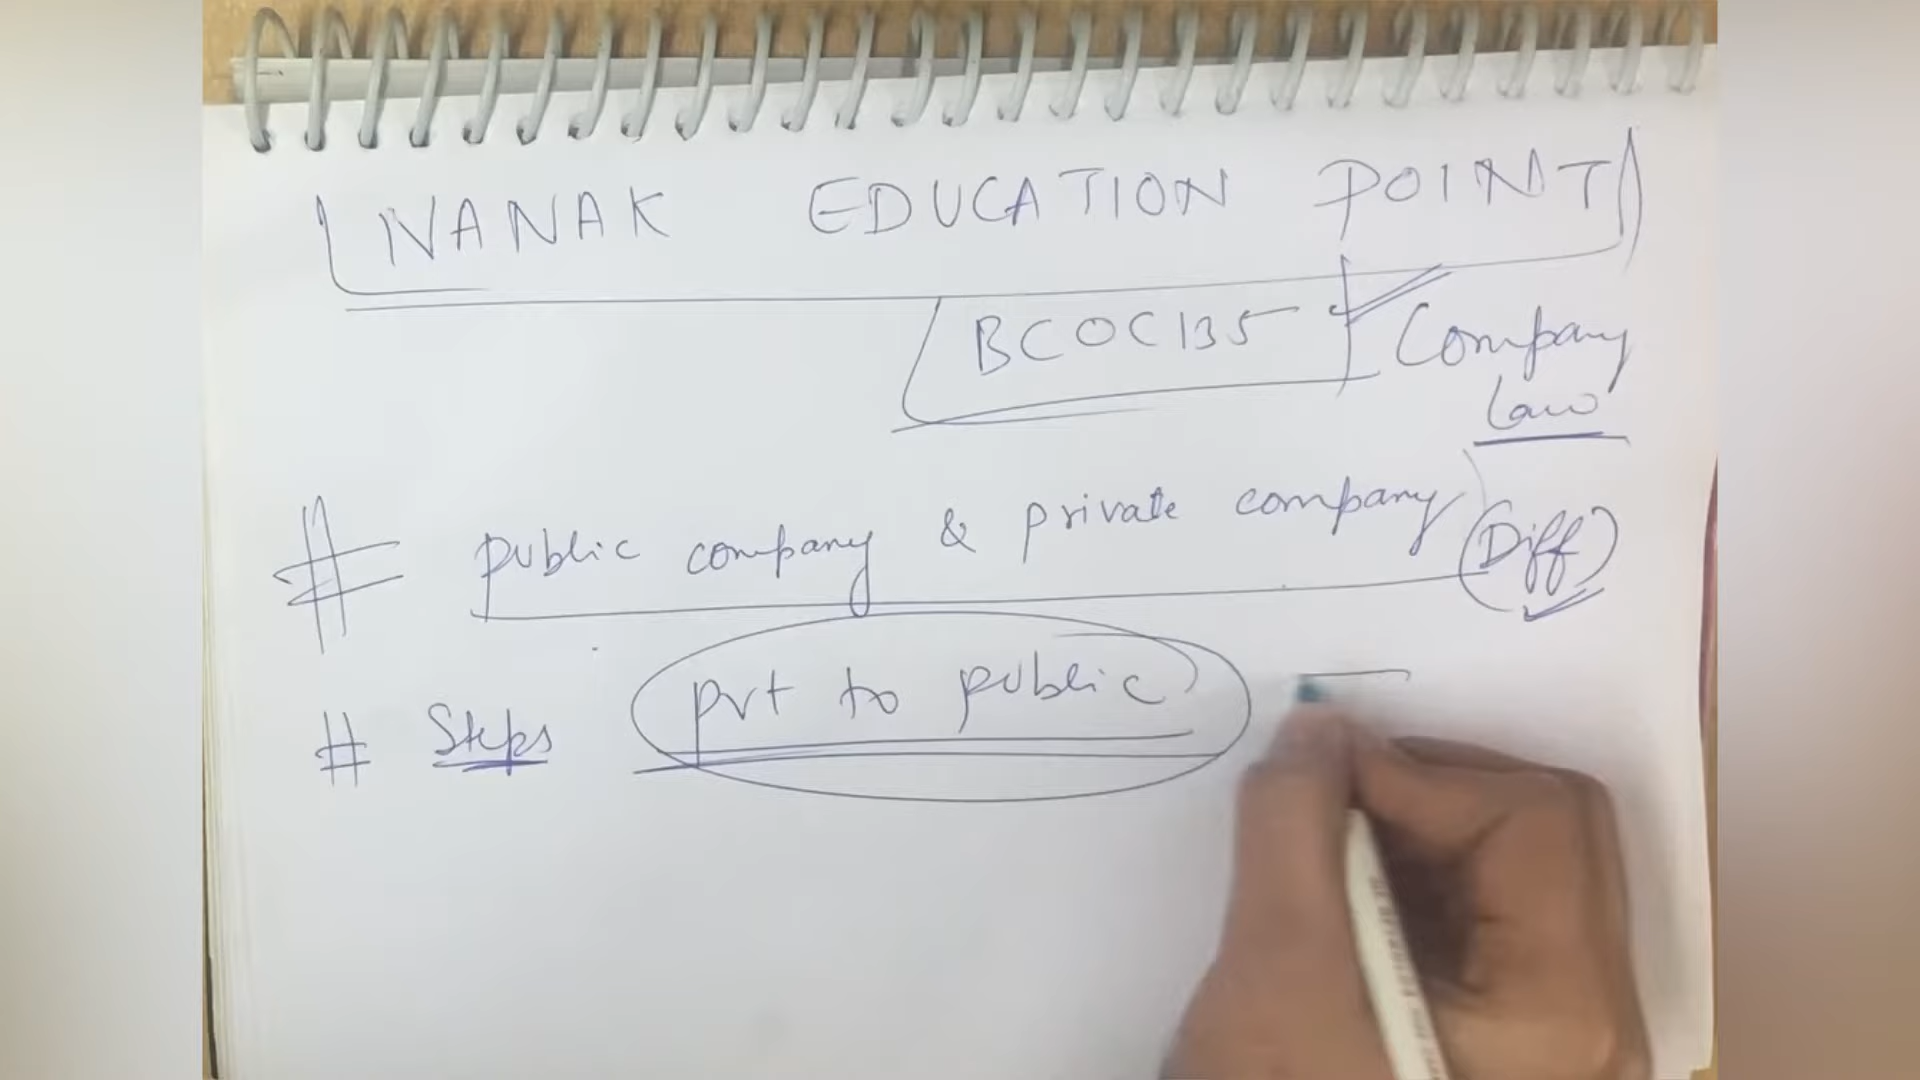 NANAK EDUCATION POINT
BCOC135 Company
Law
# public company & private company (Diff)
# Steps pvt to public